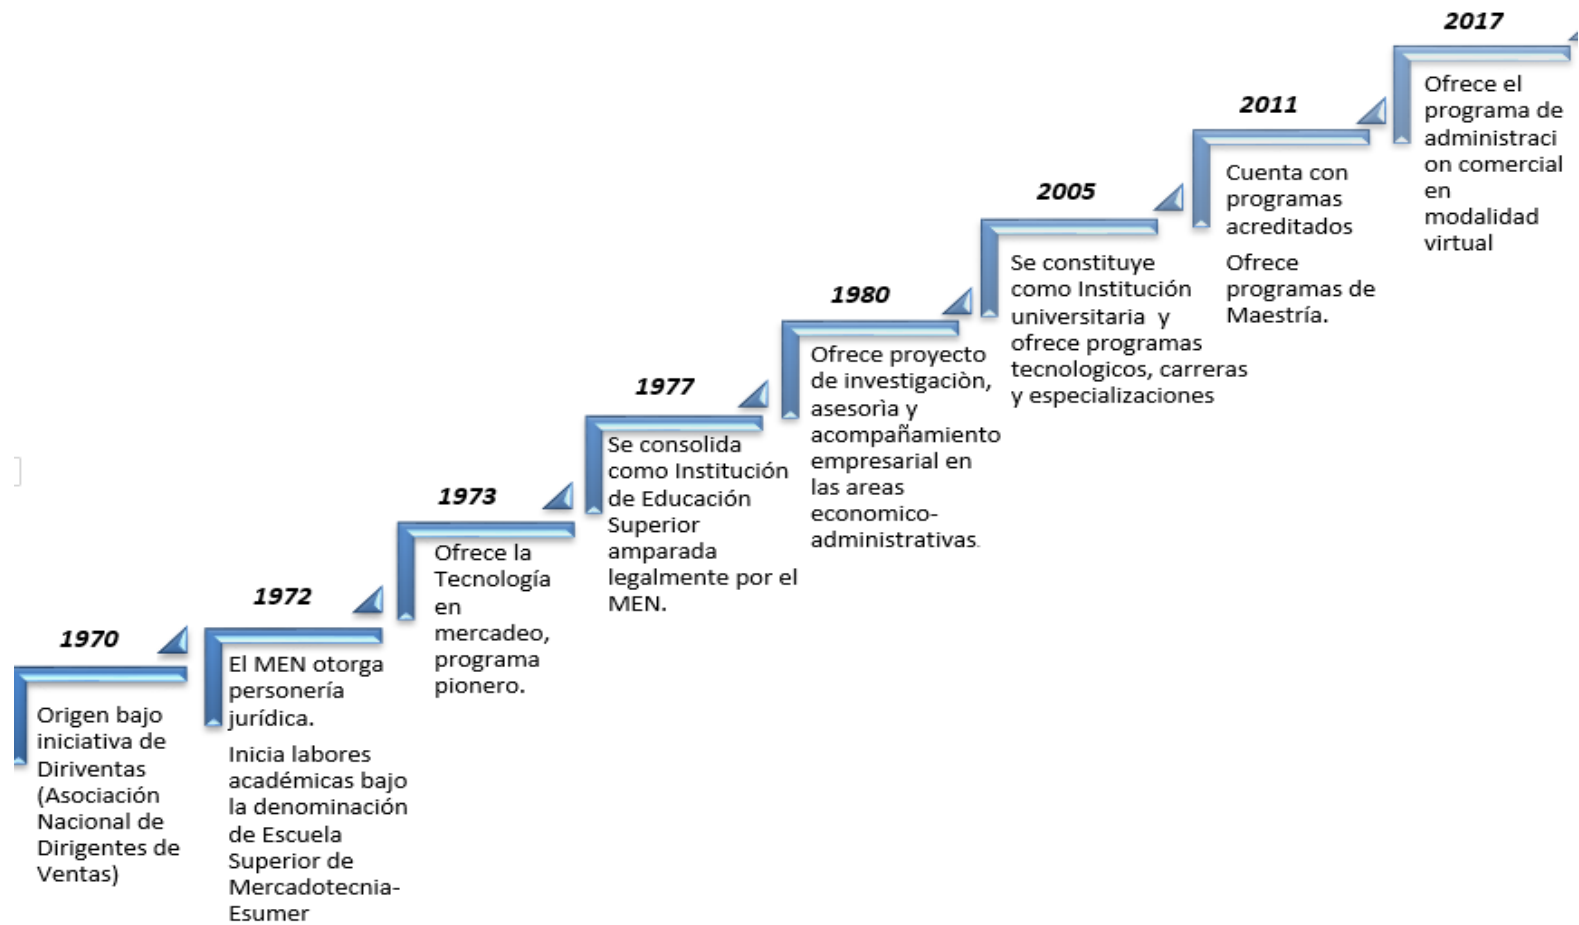 1970
Origen bajo
iniciativa de
Diriventas
(Asociación
Nacional de
Dirigentes de
Ventas)
1972
El MEN otorga
personería
jurídica.
Inicia labores
académicas bajo
la denominación
de Escuela
Superior de
Mercadotecnia-
Esumer
1973
Ofrece la
Tecnología
en
mercadeo,
programa
pionero.
1977
Se consolida
como Institución
de Educación
Superior
amparada
legalmente por el
MEN.
1980
Ofrece proyecto
de investigaciòn,
asesorìa y
acompañamiento
empresarial en
las areas
economico-
administrativas.
2005
Se constituye
como Institución
universitaria y
ofrece programas
tecnologicos, carreras
y especializaciones
2011
Cuenta con
programas
acreditados
Ofrece
programas de
Maestría.
2017
Ofrece el
programa de
administraci
on comercial
en
modalidad
virtual